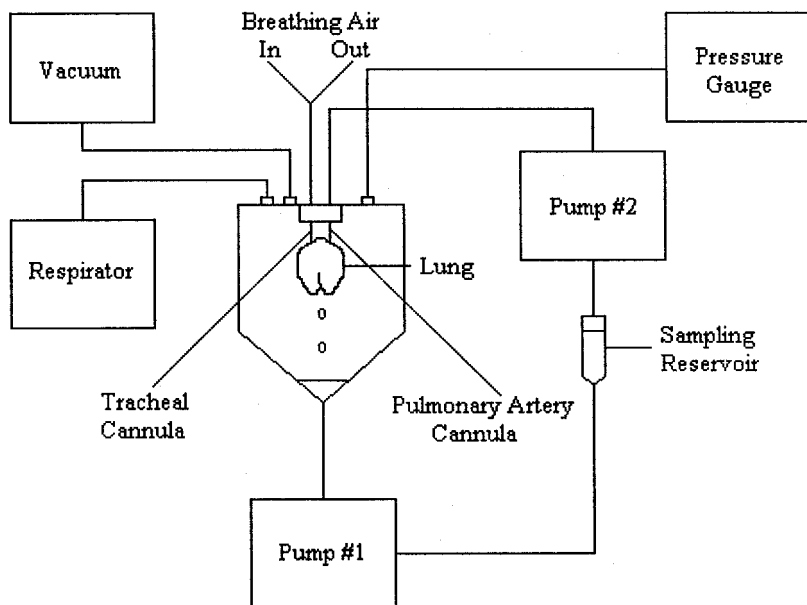 Breathing Air
In Out
Vacuum
Pressure
Gauge
Pump #2
Respirator
Lung
Sampling
Reservoir
Tracheal
Cannula
Pulmonary Artery
Cannula
Pump #1